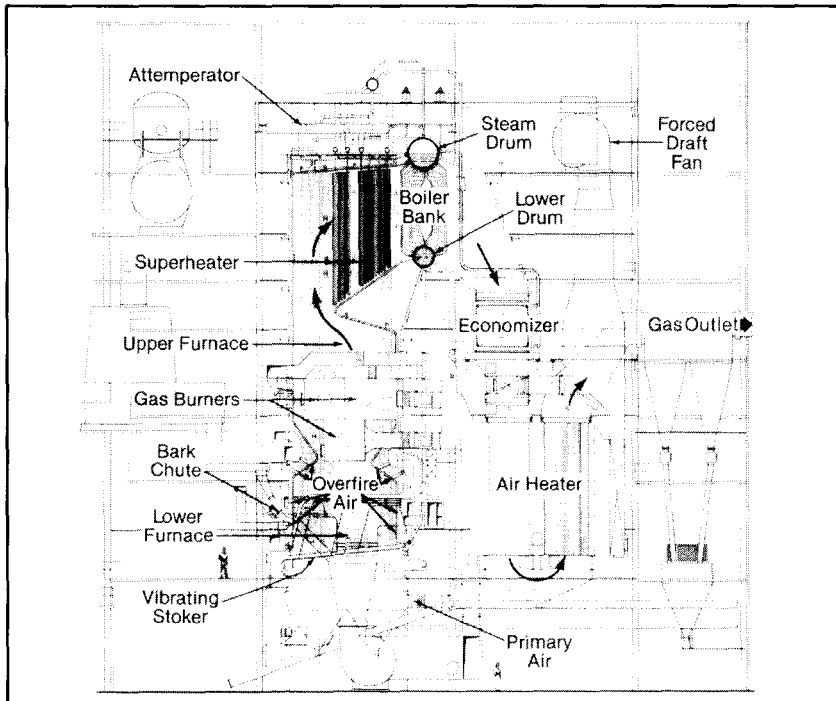 Attemperator
Steam
Drum
Forced
Draft
Fan
Boiler
Bank
Lower
Drum
Superheater
Economizer
Gas Outlet
Upper Furnace
Gas Burners
Bark
Chute
Overfire
Air
Air Heater
Lower
Furnace
Vibrating
Stoker
Primary
Air